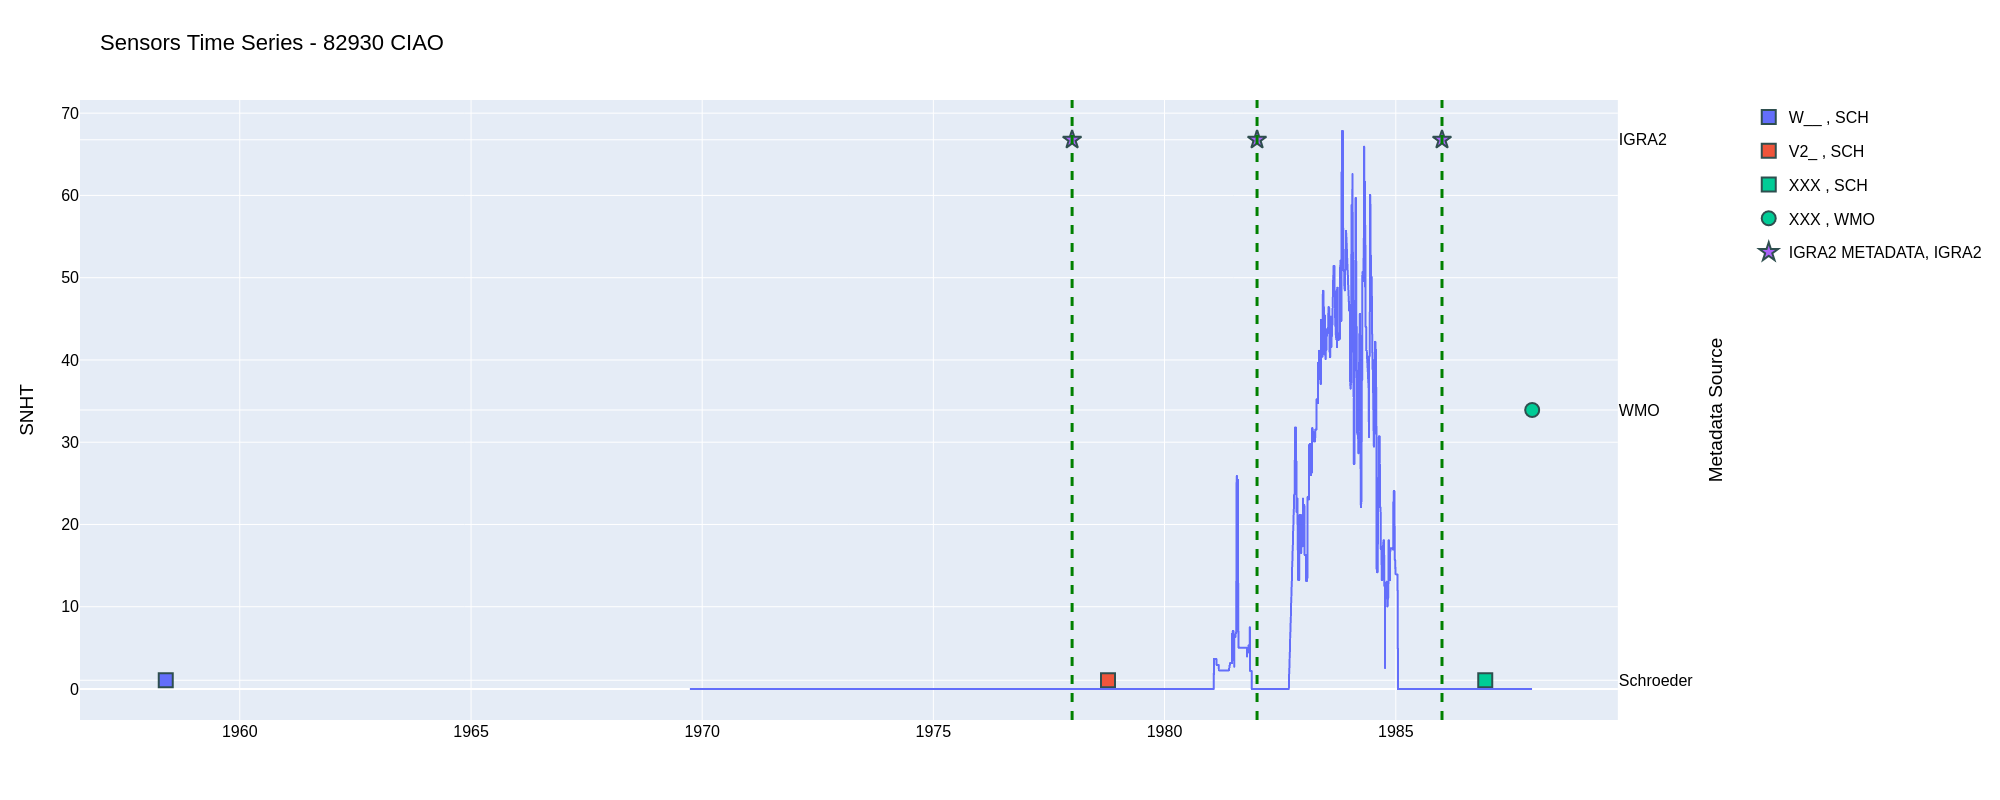 Sensors Time Series - 82930 CIAO
70
60
50
40
30
20
10
0
SNHT
1960
1965
1970
1975
1980
1985
IGRA2
WMO
Schroeder
Metadata Source
W__ , SCH
V2_ , SCH
XXX , SCH
XXX , WMO
IGRA2 METADATA, IGRA2